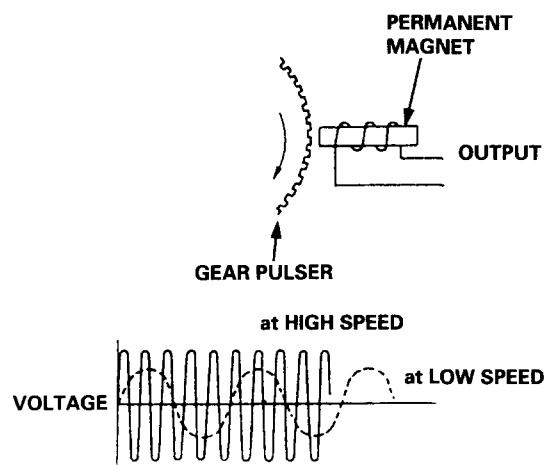 PERMANENT
MAGNET
OUTPUT
GEAR PULSER
at HIGH SPEED
at LOW SPEED
VOLTAGE